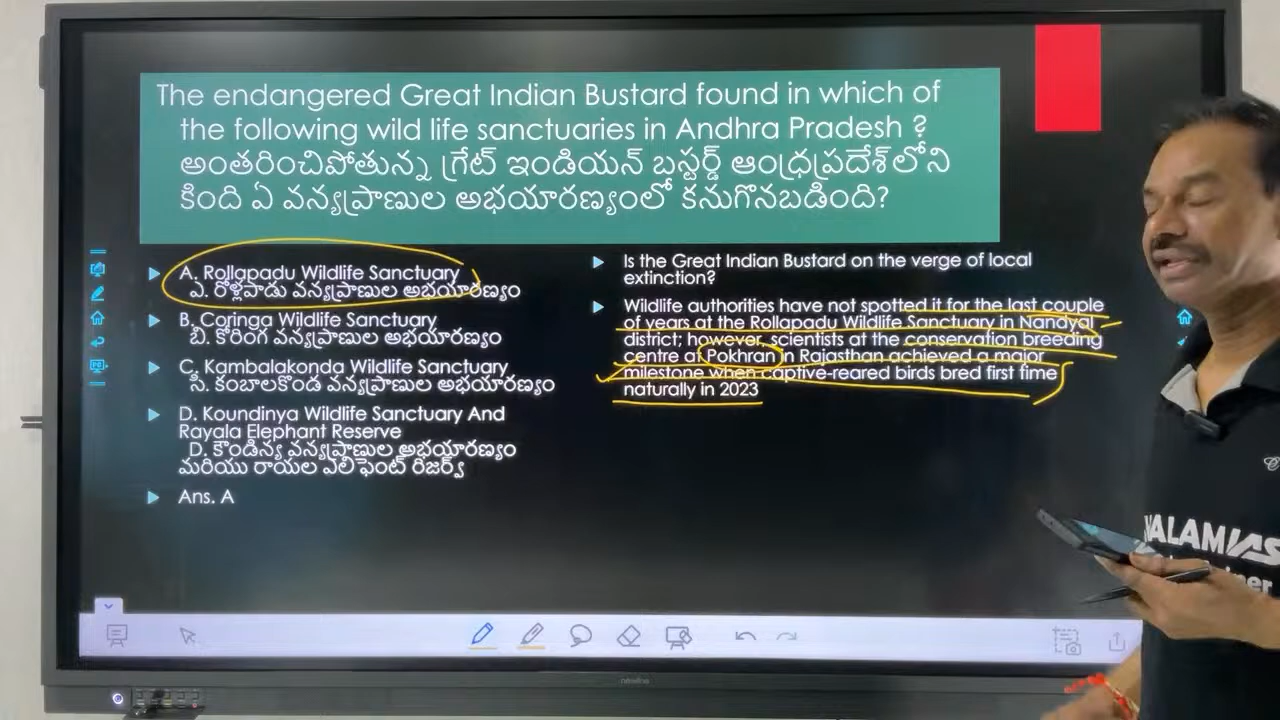 The endangered Great Indian Bustard found in which of
the following wild life sanctuaries in Andhra Pradesh ?
అంతరించిపోతున్న గ్రేట్ ఇండియన్ బస్టర్డ్ ఆంధ్రప్రదేశ్‌లోని
కింది ఏ వన్యప్రాణుల అభయారణ్యంలో కనుగొనబడింది?
A. Rollapadu Wildlife Sanctuary
ఎ. రోళ్లపాడు వన్యప్రాణుల అభయారణ్యం
B. Coringa Wildlife Sanctuary
బి. కోరింగ వన్యప్రాణుల అభయారణ్యం
C. Kambalakonda Wildlife Sanctuary
సి. కంబాలకొండ వన్యప్రాణుల అభయారణ్యం
D. Koundinya Wildlife Sanctuary And
Rayala Elephant Reserve
D. కౌండిన్య వన్యప్రాణుల అభయారణ్యం
మరియు రాయల ఎలిఫెంట్ రిజర్వ్
Ans. A
Is the Great Indian Bustard on the verge of local
extinction?
Wildlife authorities have not spotted it for the last couple
of years at the Rollapadu Wildlife Sanctuary in Nandyal
district; however, scientists at the conservation breeding
centre at Pokhran in Rajasthan achieved a major
milestone when captive-reared birds bred first time
naturally in 2023